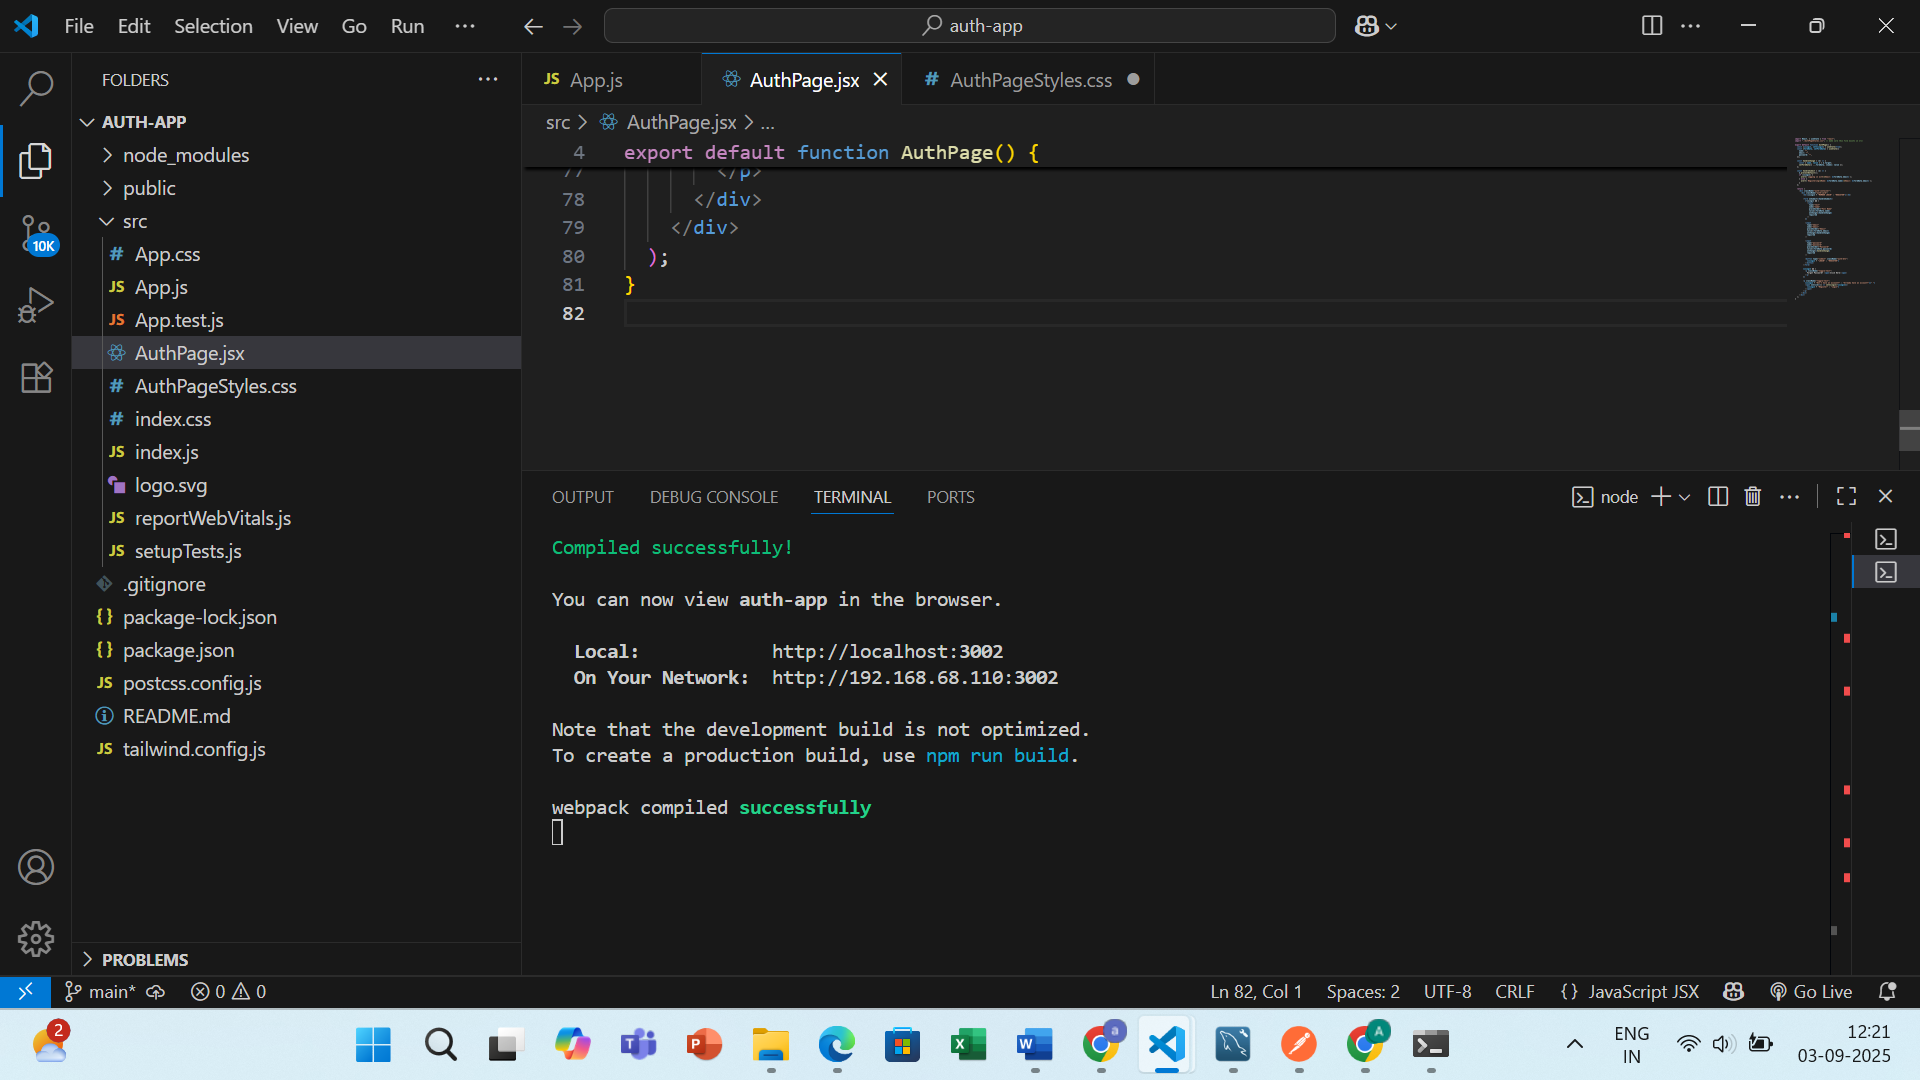 File Edit Selection View Go Run ···
auth-app
FOLDERS
App.js
AuthPage.jsx
AuthPageStyles.css
AUTH-APP
node_modules
public
src
App.css
App.js
App.test.js
AuthPage.jsx
AuthPageStyles.css
index.css
index.js
logo.svg
reportWebVitals.js
setupTests.js
.gitignore
package-lock.json
package.json
postcss.config.js
README.md
tailwind.config.js
10K
PROBLEMS
src > AuthPage.jsx > ...
4 export default function AuthPage() {
77 </p>
78 </div>
79 </div>
80 );
81 }
82
OUTPUT DEBUG CONSOLE TERMINAL PORTS
node
Compiled successfully!
You can now view auth-app in the browser.
Local: http://localhost:3002
On Your Network: http://192.168.68.110:3002
Note that the development build is not optimized.
To create a production build, use npm run build.
webpack compiled successfully
main* 0 0
Ln 82, Col 1 Spaces: 2 UTF-8 CRLF {} JavaScript JSX Go Live
2
ENG
IN
12:21
03-09-2025